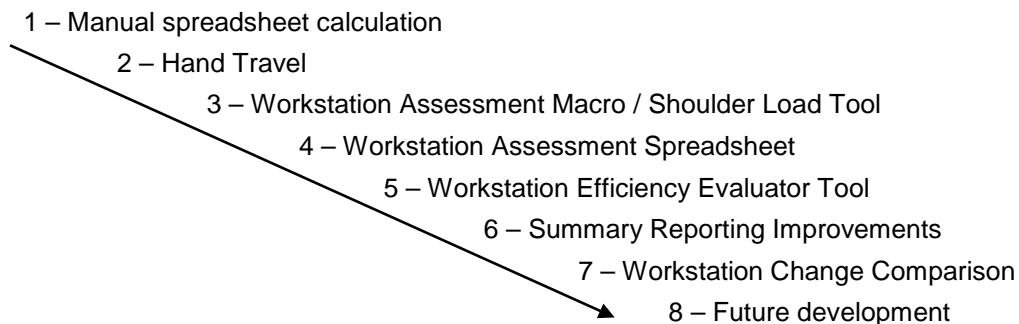 1 – Manual spreadsheet calculation
2 – Hand Travel
3 – Workstation Assessment Macro / Shoulder Load Tool
4 – Workstation Assessment Spreadsheet
5 – Workstation Efficiency Evaluator Tool
6 – Summary Reporting Improvements
7 – Workstation Change Comparison
8 – Future development